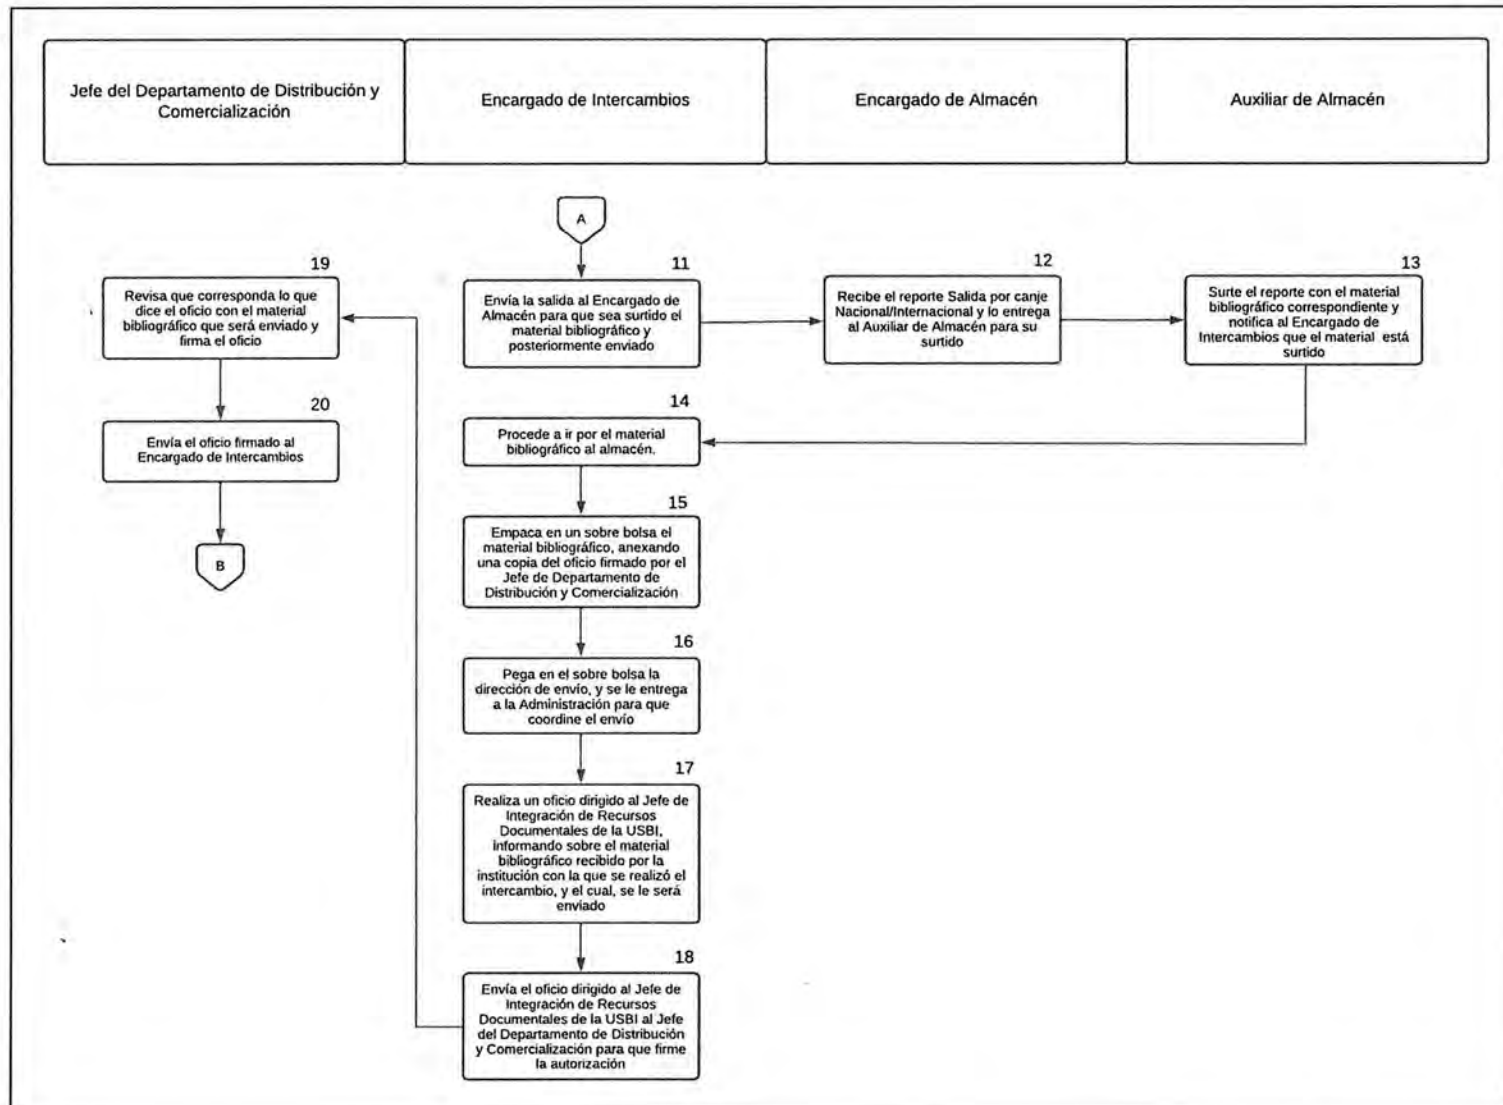 Jefe del Departamento de Distribución y
Comercialización
Encargado de Intercambios
Encargado de Almacén
Auxiliar de Almacén
A
11
Envía la salida al Encargado de
Almacén para que sea surtido el
material bibliográfico y
posteriormente enviado
12
Recibe el reporte Salida por canje
Nacional/Internacional y lo entrega
al Auxiliar de Almacén para su
surtido
13
Surte el reporte con el material
bibliográfico correspondiente y
notifica al Encargado de
Intercambios que el material está
surtido
14
Procede a ir por el material
bibliográfico al almacén.
15
Empaca en un sobre bolsa el
material bibliográfico, anexando
una copia del oficio firmado por el
Jefe de Departamento de
Distribución y Comercialización
16
Pega en el sobre bolsa la
dirección de envío, y se le entrega
a la Administración para que
coordine el envío
17
Realiza un oficio dirigido al Jefe de
Integración de Recursos
Documentales de la USBI,
informando sobre el material
bibliográfico recibido por la
institución con la que se realizó el
intercambio, y el cual, se le será
enviado
18
Envía el oficio dirigido al Jefe de
Integración de Recursos
Documentales de la USBI al Jefe
del Departamento de Distribución
y Comercialización para que firme
la autorización
19
Revisa que corresponda lo que
dice el oficio con el material
bibliográfico que será enviado y
firma el oficio
20
Envía el oficio firmado al
Encargado de Intercambios
B